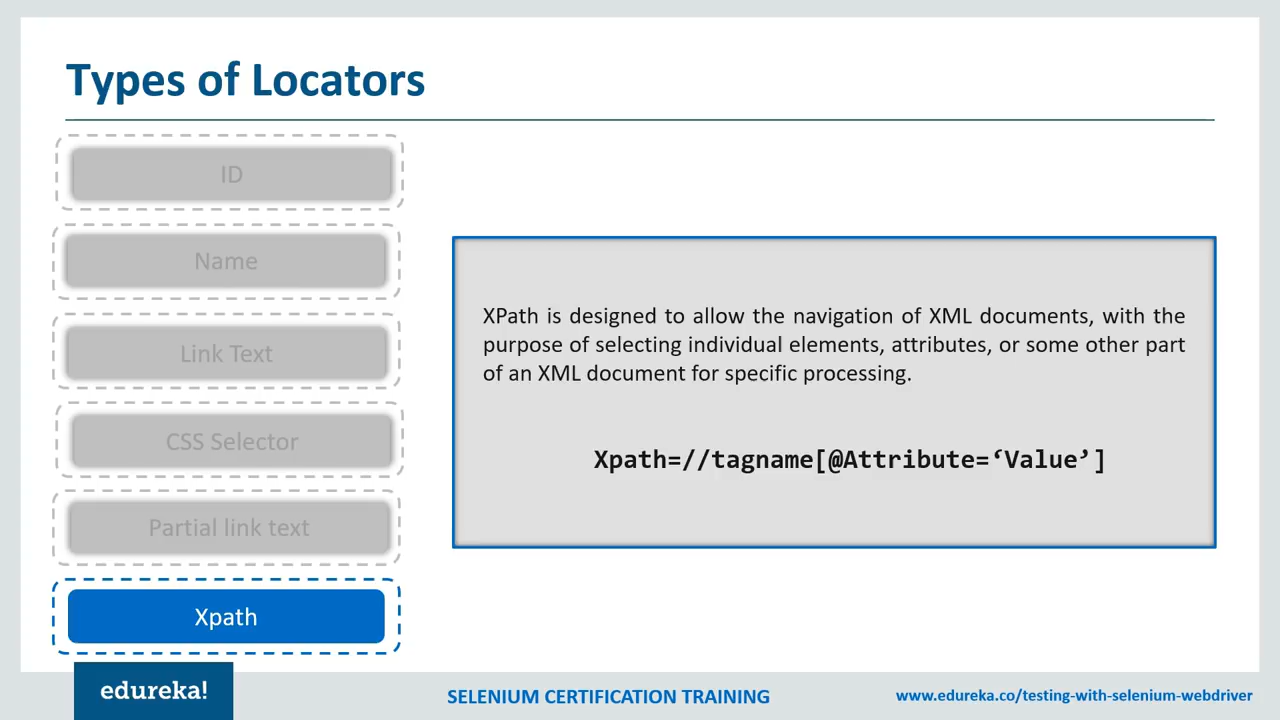 Types of Locators
ID
Name
Link Text
CSS Selector
Partial link text
Xpath
XPath is designed to allow the navigation of XML documents, with the
purpose of selecting individual elements, attributes, or some other part
of an XML document for specific processing.
Xpath=//tagname[@Attribute=‘Value’]
edureka!
SELENIUM CERTIFICATION TRAINING
www.edureka.co/testing-with-selenium-webdriver